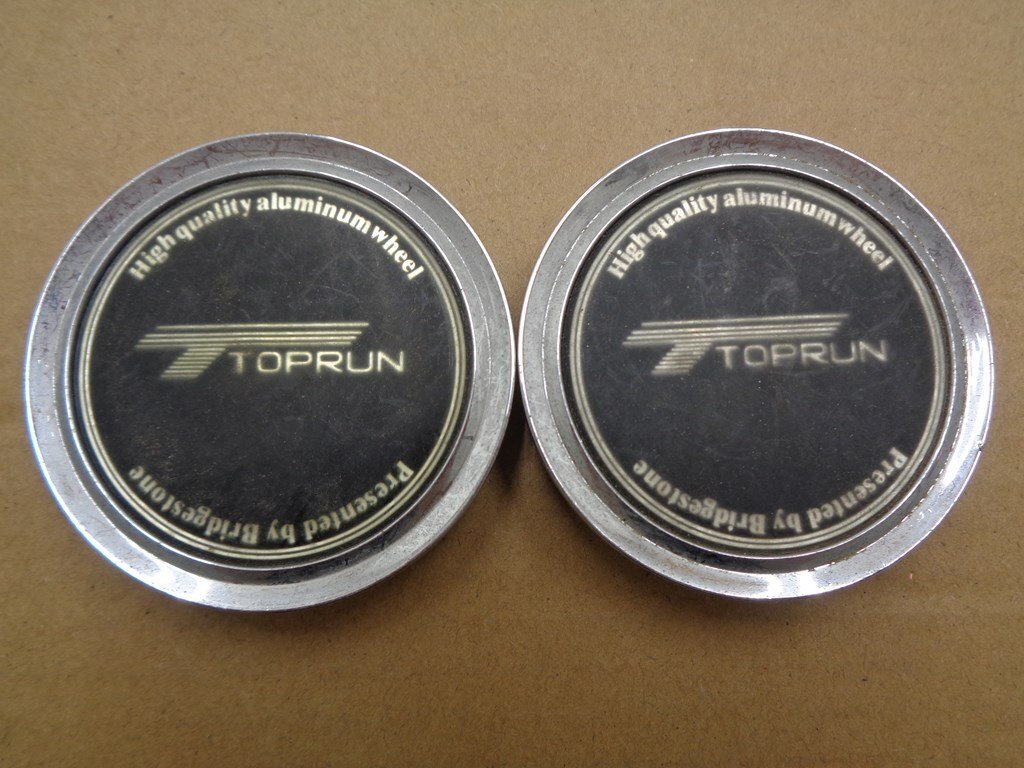 High quality aluminum wheel
TOPRUN
Presented by Bridgestone
High quality aluminum wheel
TOPRUN
Presented by Bridgestone